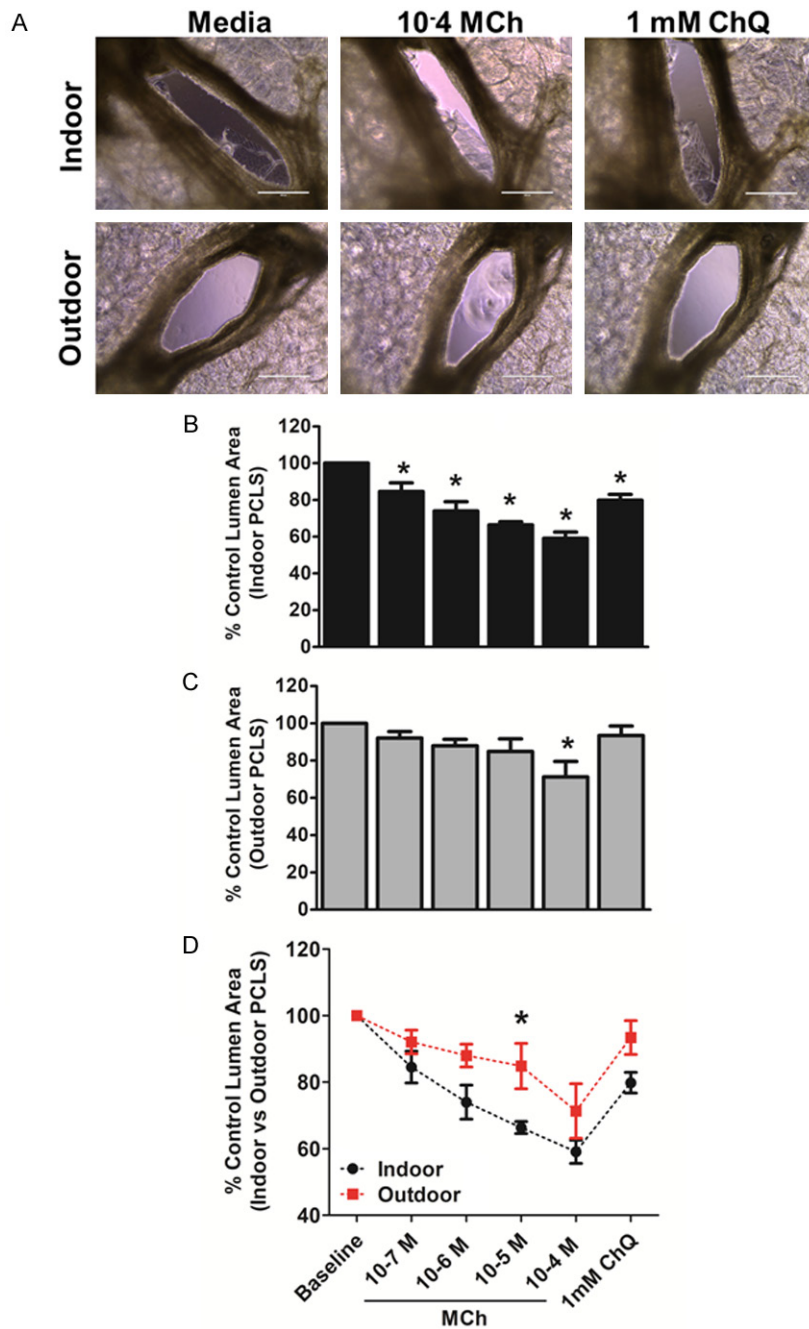 A
Media
10-4 MCh
1 mM ChQ
Indoor
Outdoor
B
% Control Lumen Area
(Indoor PCLS)
120
100
80
60
40
20
0
*
*
*
*
*
C
% Control Lumen Area
(Outdoor PCLS)
120
100
80
60
40
20
0
*
D
% Control Lumen Area
(Indoor vs Outdoor PCLS)
120
100
80
60
40
*
Indoor
Outdoor
Baseline
10-7 M
10-6 M
10-5 M
10-4 M
1mM ChQ
MCh